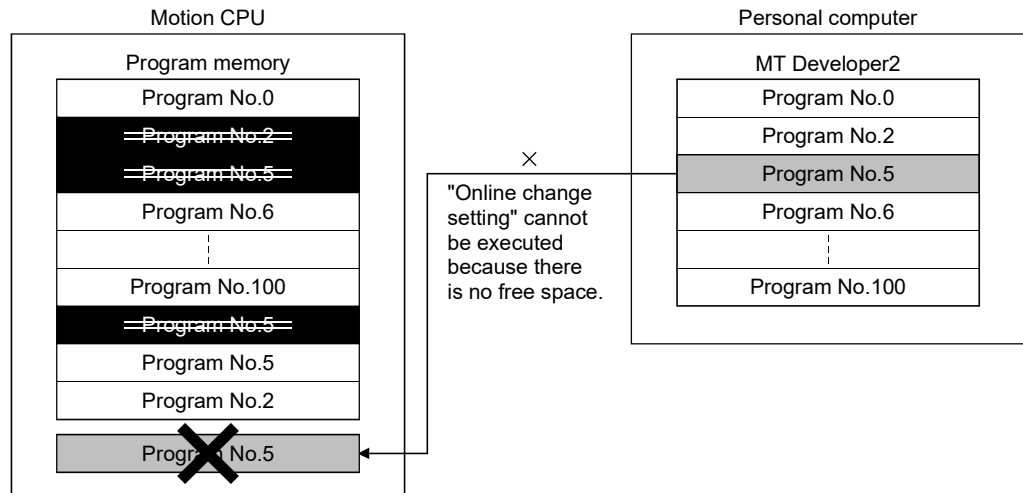 Motion CPU
Program memory
Program No.0
Program No.2
Program No.5
Program No.6
Program No.100
Program No.5
Program No.5
Program No.2
Program No.5
×
"Online change
setting" cannot
be executed
because there
is no free space.
Personal computer
MT Developer2
Program No.0
Program No.2
Program No.5
Program No.6
Program No.100